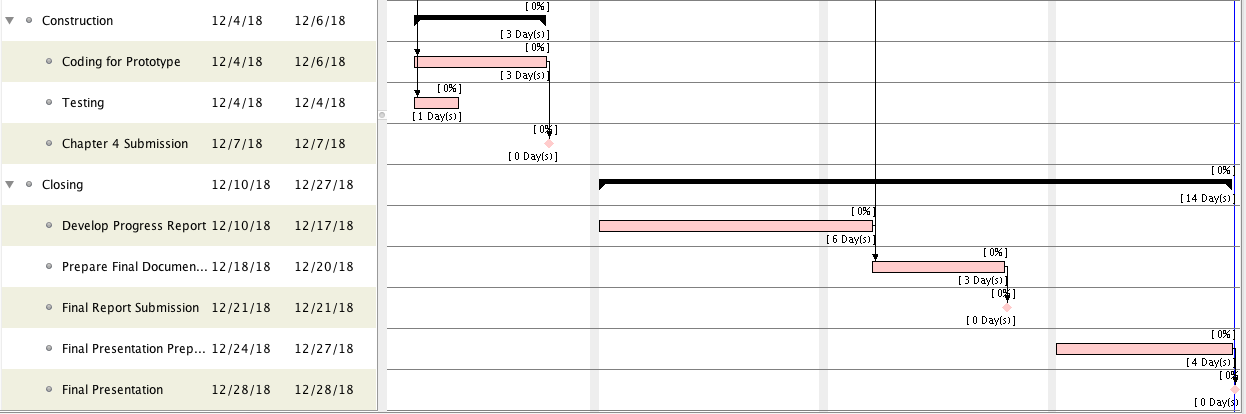 [ 0%]
Construction 12/4/18 12/6/18
[ 3 Day(s)]
[ 0%]
Coding for Prototype 12/4/18 12/6/18
[ 3 Day(s)]
[ 0%]
Testing 12/4/18 12/4/18
[ 1 Day(s)]
[ 0%]
Chapter 4 Submission 12/7/18 12/7/18
[ 0 Day(s)]
[ 0%]
Closing 12/10/18 12/27/18
[ 14 Day(s)]
[ 0%]
Develop Progress Report 12/10/18 12/17/18
[ 6 Day(s)]
[ 0%]
Prepare Final Documen... 12/18/18 12/20/18
[ 3 Day(s)]
[ 0%]
Final Report Submission 12/21/18 12/21/18
[ 0 Day(s)]
[ 0%]
Final Presentation Prep... 12/24/18 12/27/18
[ 4 Day(s)]
[ 0%
Final Presentation 12/28/18 12/28/18
[ 0 Day(s)